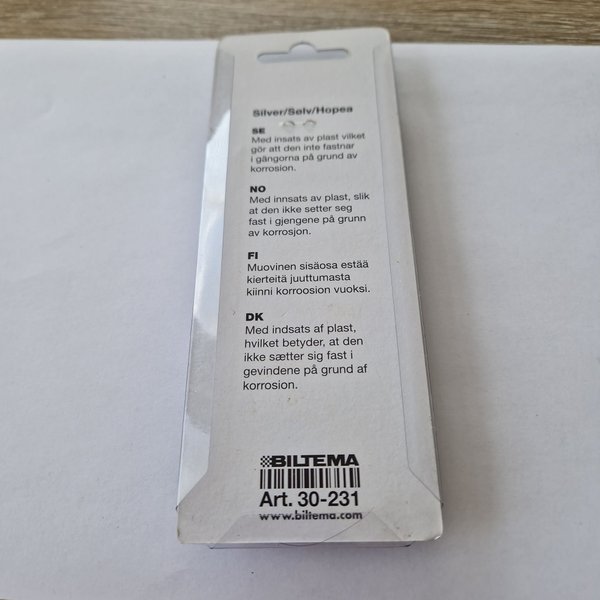 Silver/Sølv/Hopea
SE
Med insats av plast vilket
gör att den inte fastnar
i gängorna på grund av
korrosion.
NO
Med innsats av plast, slik
at den ikke setter seg
fast i gjengene på grunn
av korrosjon.
FI
Muovinen sisäosa estää
kierteitä juuttumasta
kiinni korroosion vuoksi.
DK
Med indsats af plast,
hvilket betyder, at den
ikke sætter sig fast i
gevindene på grund af
korrosion.
BILTEMA
Art. 30-231
www.biltema.com